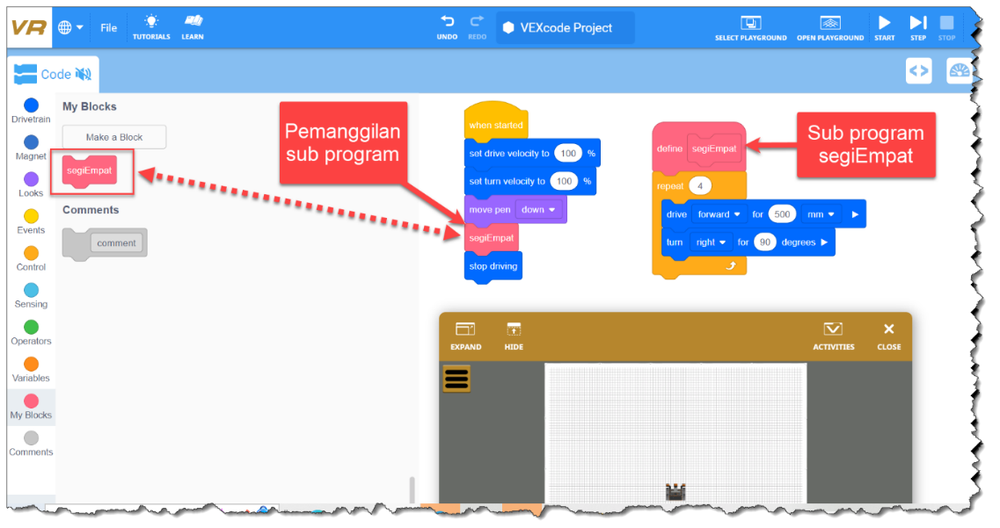 VR
File
TUTORIALS
LEARN
UNDO
REDO
VEXcode Project
SELECT PLAYGROUND
OPEN PLAYGROUND
START
STEP
STOP
Code
Drivetrain
Magnet
Looks
Events
Control
Sensing
Operators
Variables
My Blocks
Comments
My Blocks
Make a Block
segiEmpat
Comments
comment
Pemanggilan
sub program
when started
set drive velocity to 100 %
set turn velocity to 100 %
move pen down
segiEmpat
stop driving
define segiEmpat
repeat 4
drive forward for 500 mm
turn right for 90 degrees
Sub program
segiEmpat
EXPAND
HIDE
ACTIVITIES
CLOSE